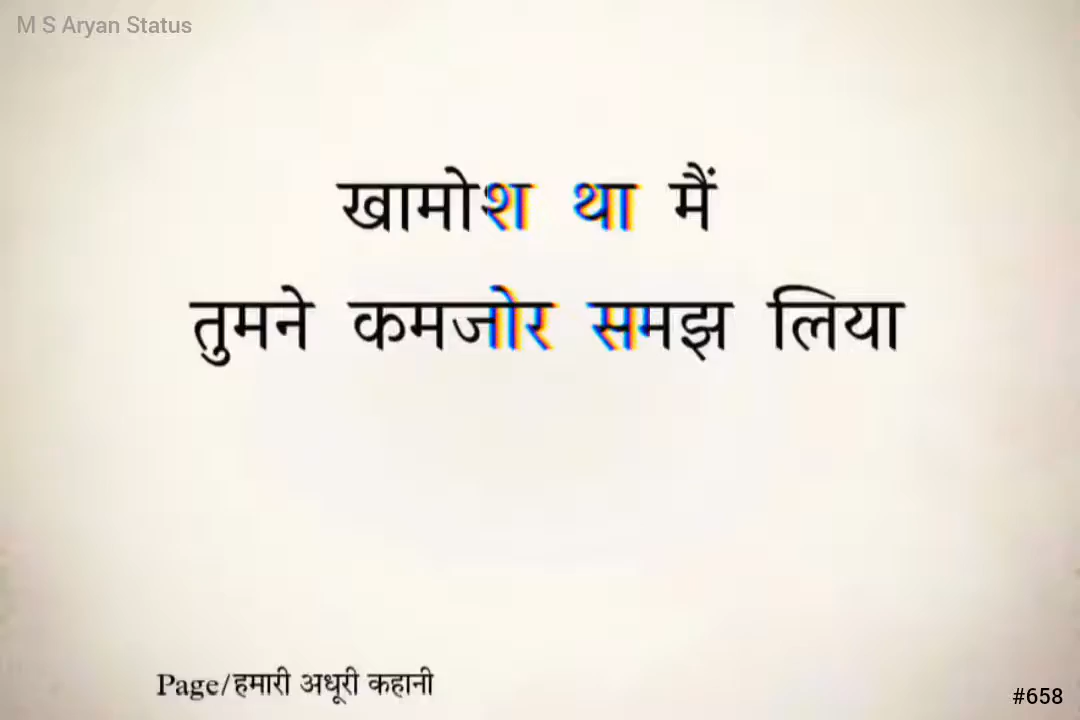 M S Aryan Status
खामोश था मैं
तुमने कमजोर समझ लिया
Page/हमारी अधूरी कहानी
#658